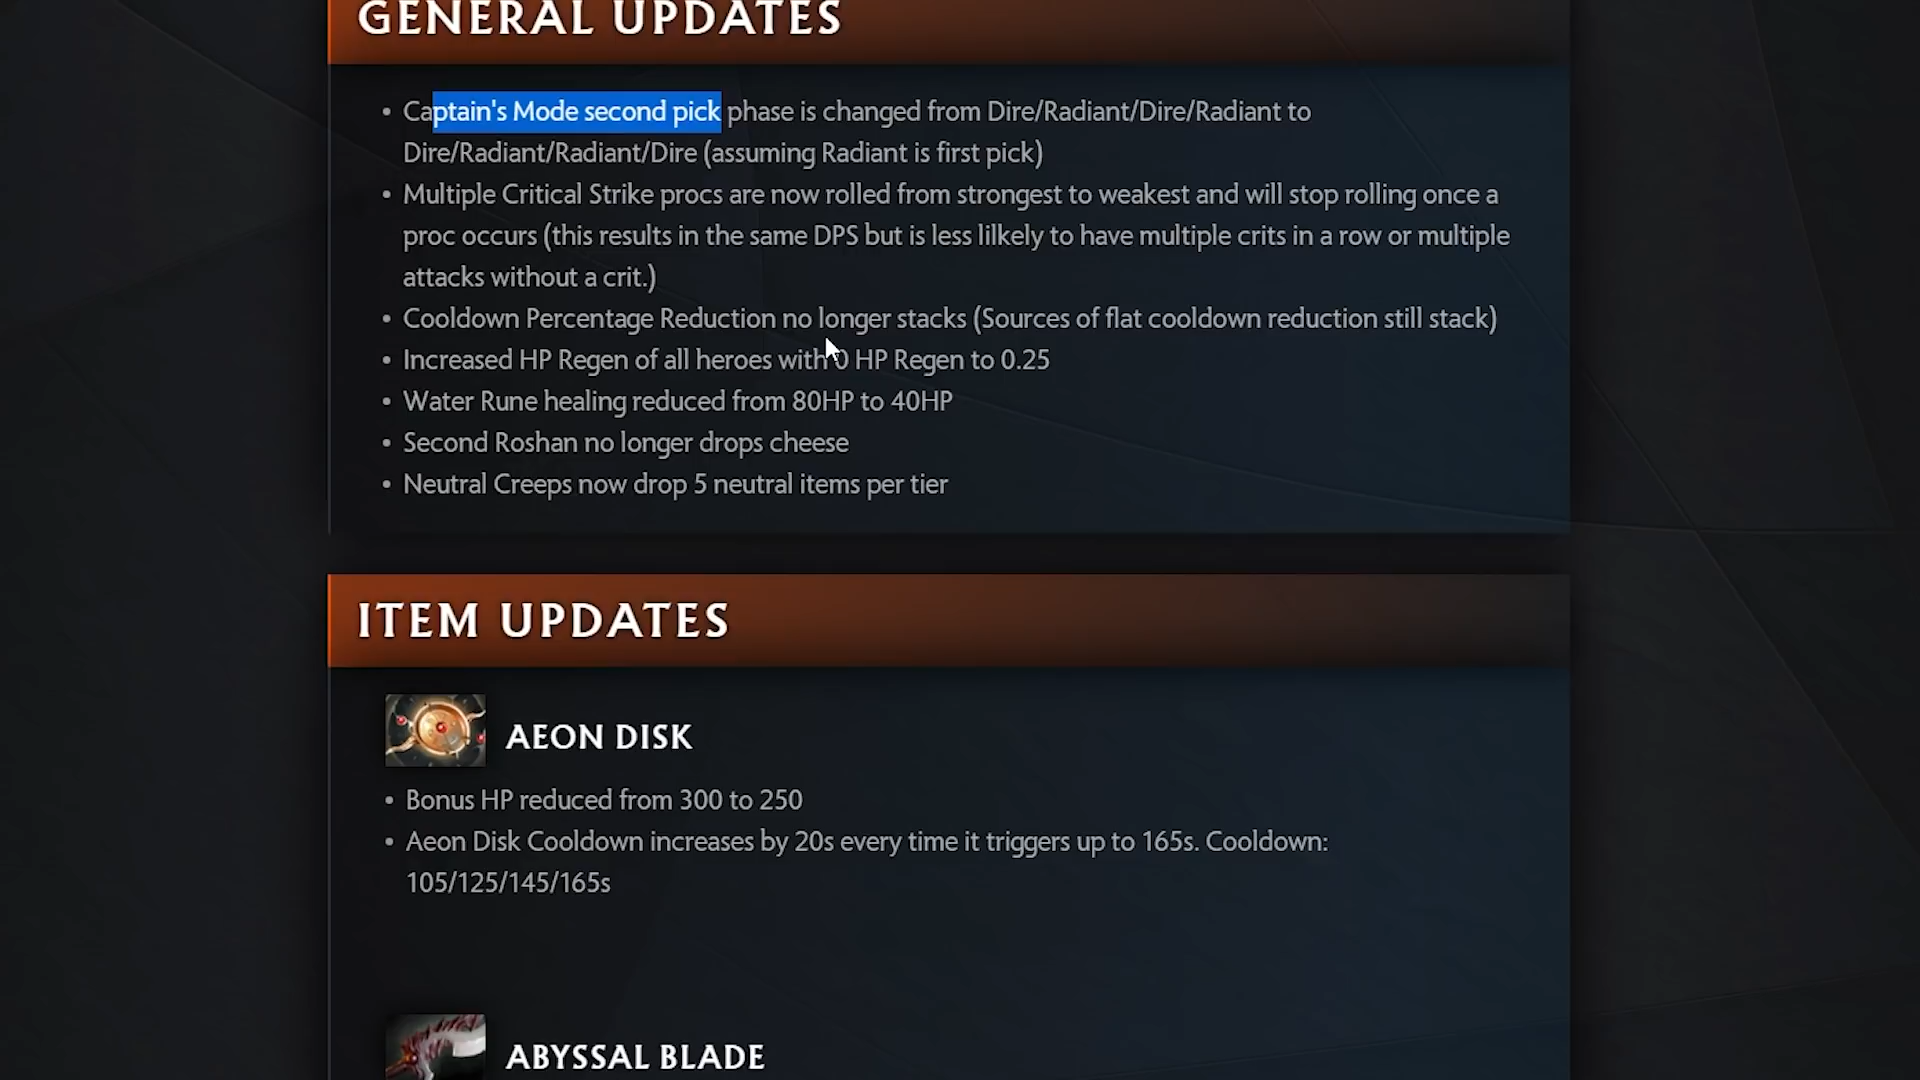 GENERAL UPDATES
• Captain's Mode second pick phase is changed from Dire/Radiant/Dire/Radiant to
Dire/Radiant/Radiant/Dire (assuming Radiant is first pick)
• Multiple Critical Strike procs are now rolled from strongest to weakest and will stop rolling once a
proc occurs (this results in the same DPS but is less lilkely to have multiple crits in a row or multiple
attacks without a crit.)
• Cooldown Percentage Reduction no longer stacks (Sources of flat cooldown reduction still stack)
• Increased HP Regen of all heroes with 0 HP Regen to 0.25
• Water Rune healing reduced from 80HP to 40HP
• Second Roshan no longer drops cheese
• Neutral Creeps now drop 5 neutral items per tier
ITEM UPDATES
AEON DISK
• Bonus HP reduced from 300 to 250
• Aeon Disk Cooldown increases by 20s every time it triggers up to 165s. Cooldown:
105/125/145/165s
ABYSSAL BLADE